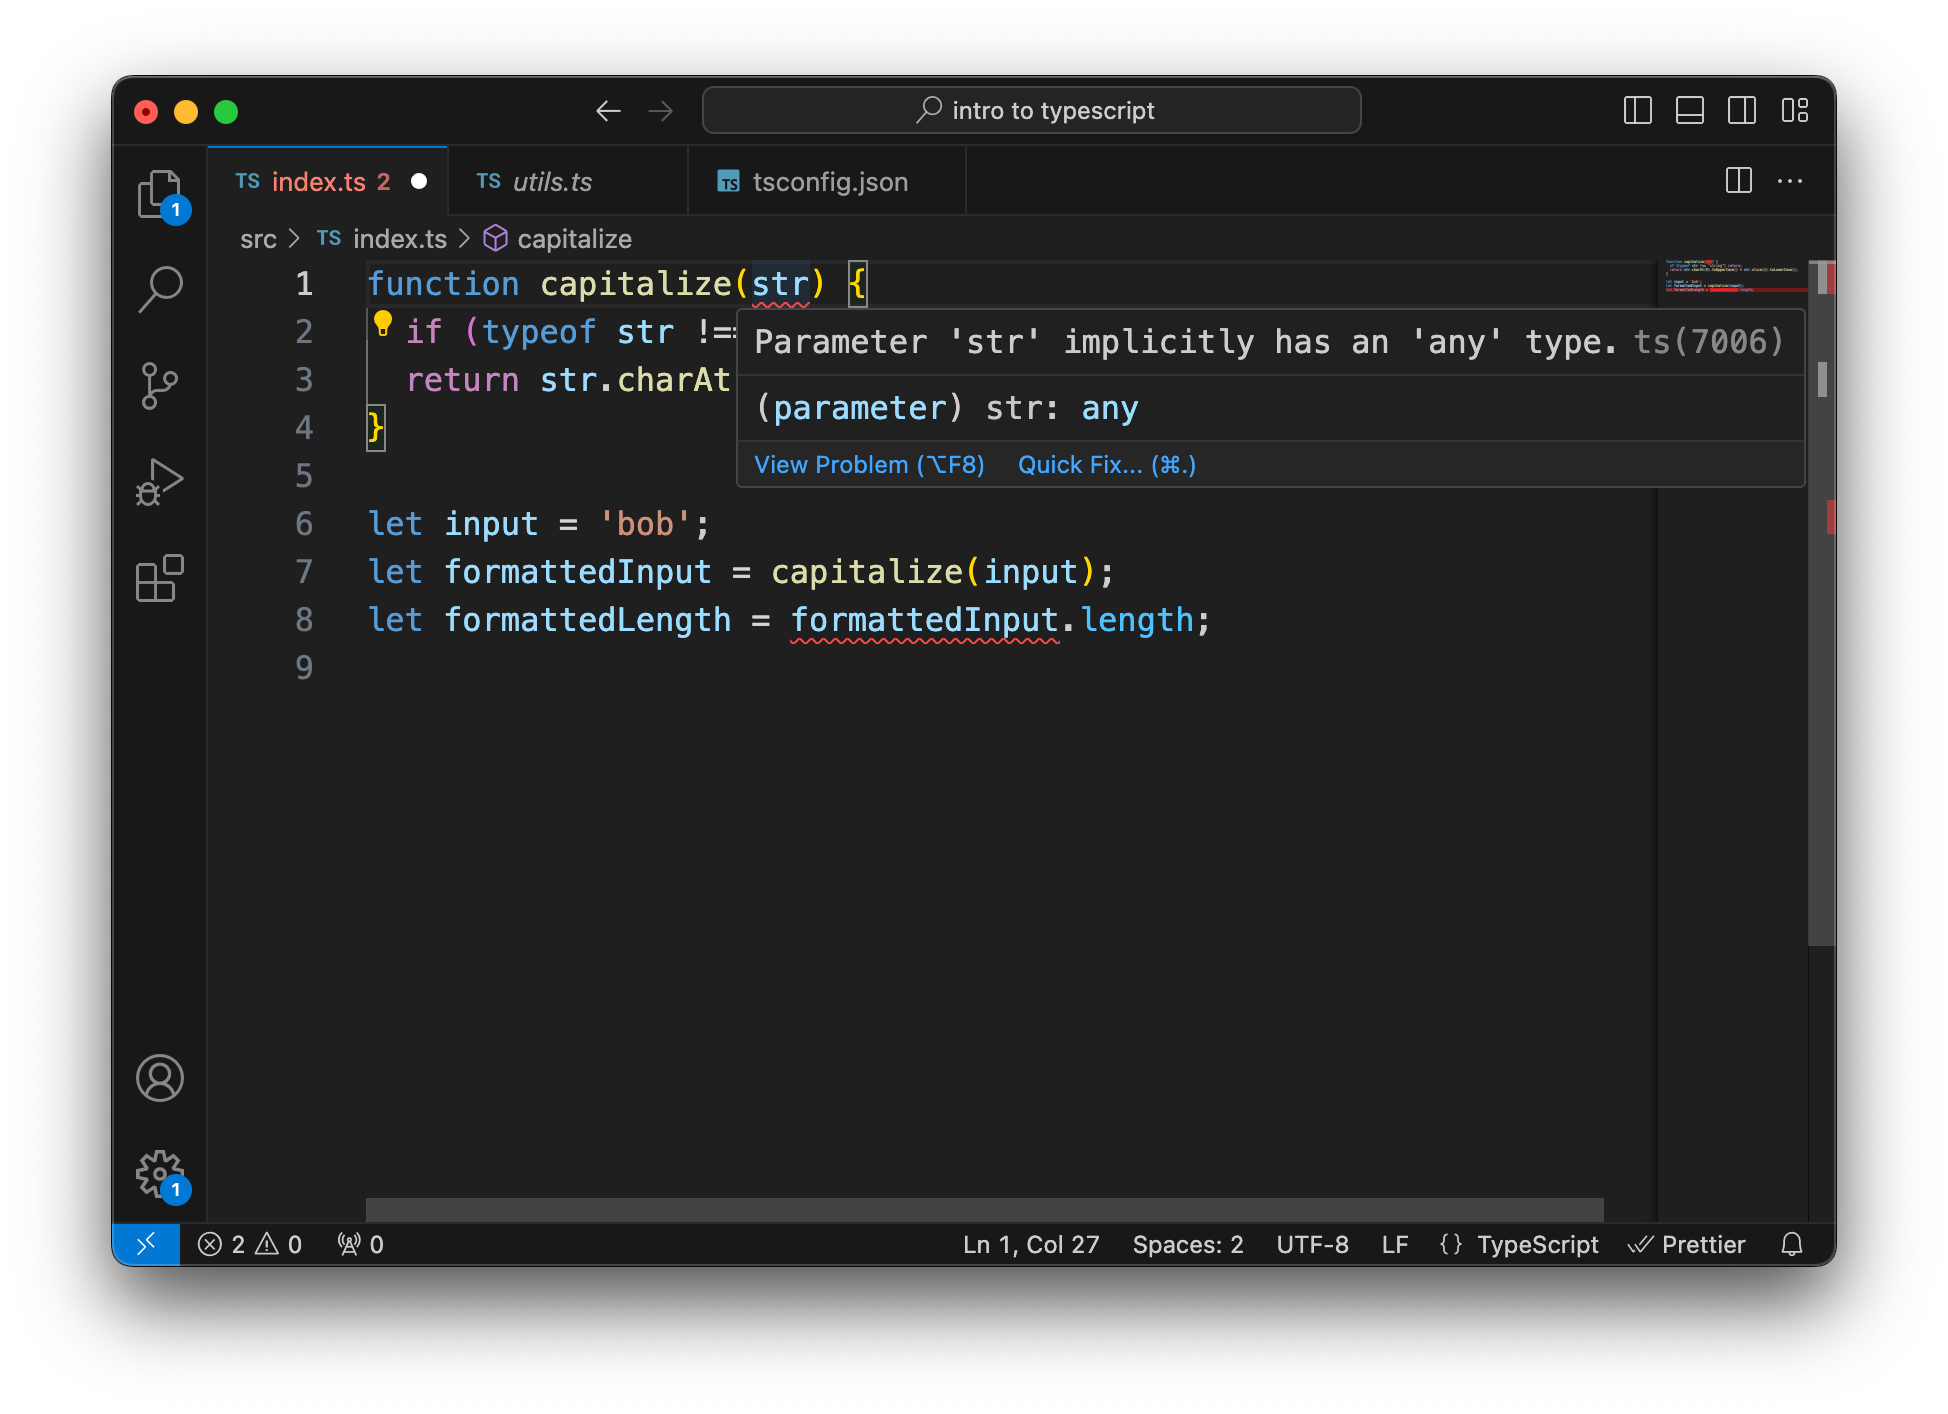 intro to typescript
TS index.ts 2 TS utils.ts TS tsconfig.json
1
src > TS index.ts > capitalize
1 function capitalize(str) {
2 if (typeof str !==
Parameter 'str' implicitly has an 'any' type. ts(7006)
3 return str.charAt
(parameter) str: any
4 }
View Problem (⌥F8) Quick Fix... (⌘.)
5
6 let input = 'bob';
7 let formattedInput = capitalize(input);
8 let formattedLength = formattedInput.length;
9
1
2 0 0 Ln 1, Col 27 Spaces: 2 UTF-8 LF {} TypeScript Prettier